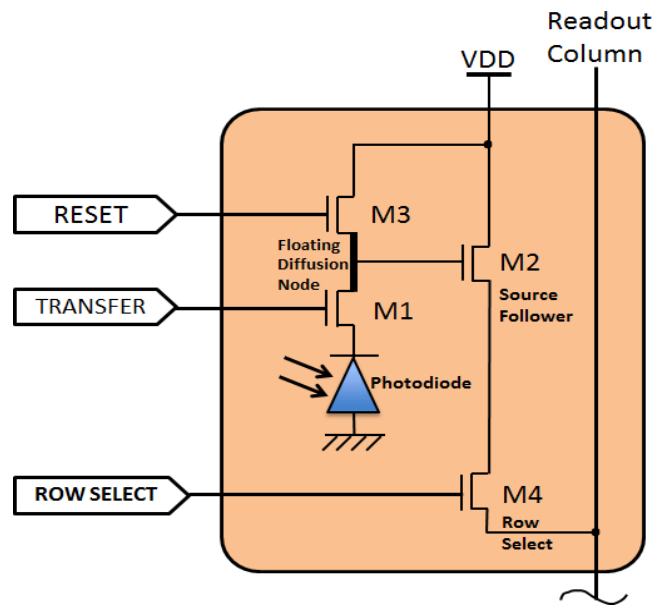 Readout
Column
VDD
RESET
M3
Floating
Diffusion
Node
M2
Source
Follower
TRANSFER
M1
Photodiode
ROW SELECT
M4
Row
Select